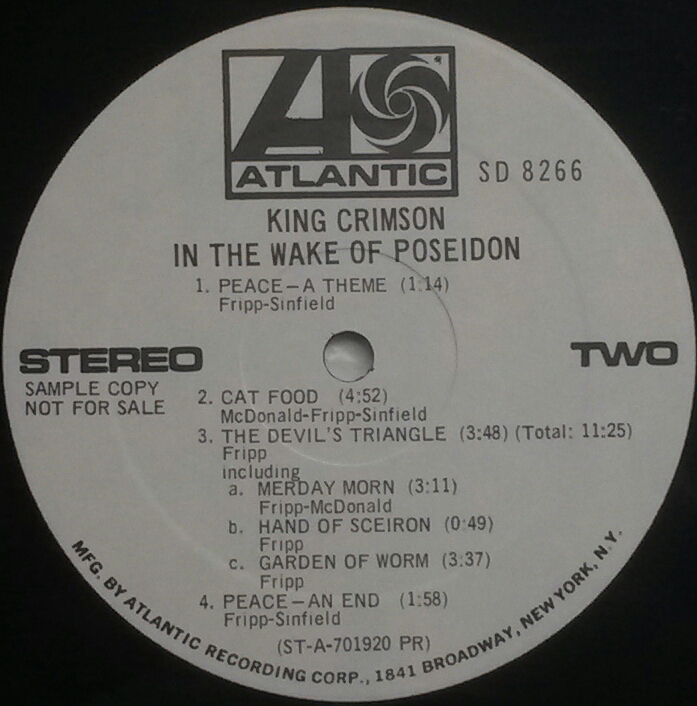 ATLANTIC
SD 8266
KING CRIMSON
IN THE WAKE OF POSEIDON
1. PEACE—A THEME (1:14)
Fripp-Sinfield
STEREO
TWO
SAMPLE COPY
NOT FOR SALE
2. CAT FOOD (4:52)
McDonald-Fripp-Sinfield
3. THE DEVIL'S TRIANGLE (3:48) (Total: 11:25)
Fripp
including
a. MERDAY MORN (3:11)
Fripp-McDonald
b. HAND OF SCEIRON (0:49)
Fripp
c. GARDEN OF WORM (3:37)
Fripp
4. PEACE—AN END (1:58)
Fripp-Sinfield
(ST-A-701920 PR)
MFG. BY ATLANTIC RECORDING CORP., 1841 BROADWAY, NEW YORK, N.Y.